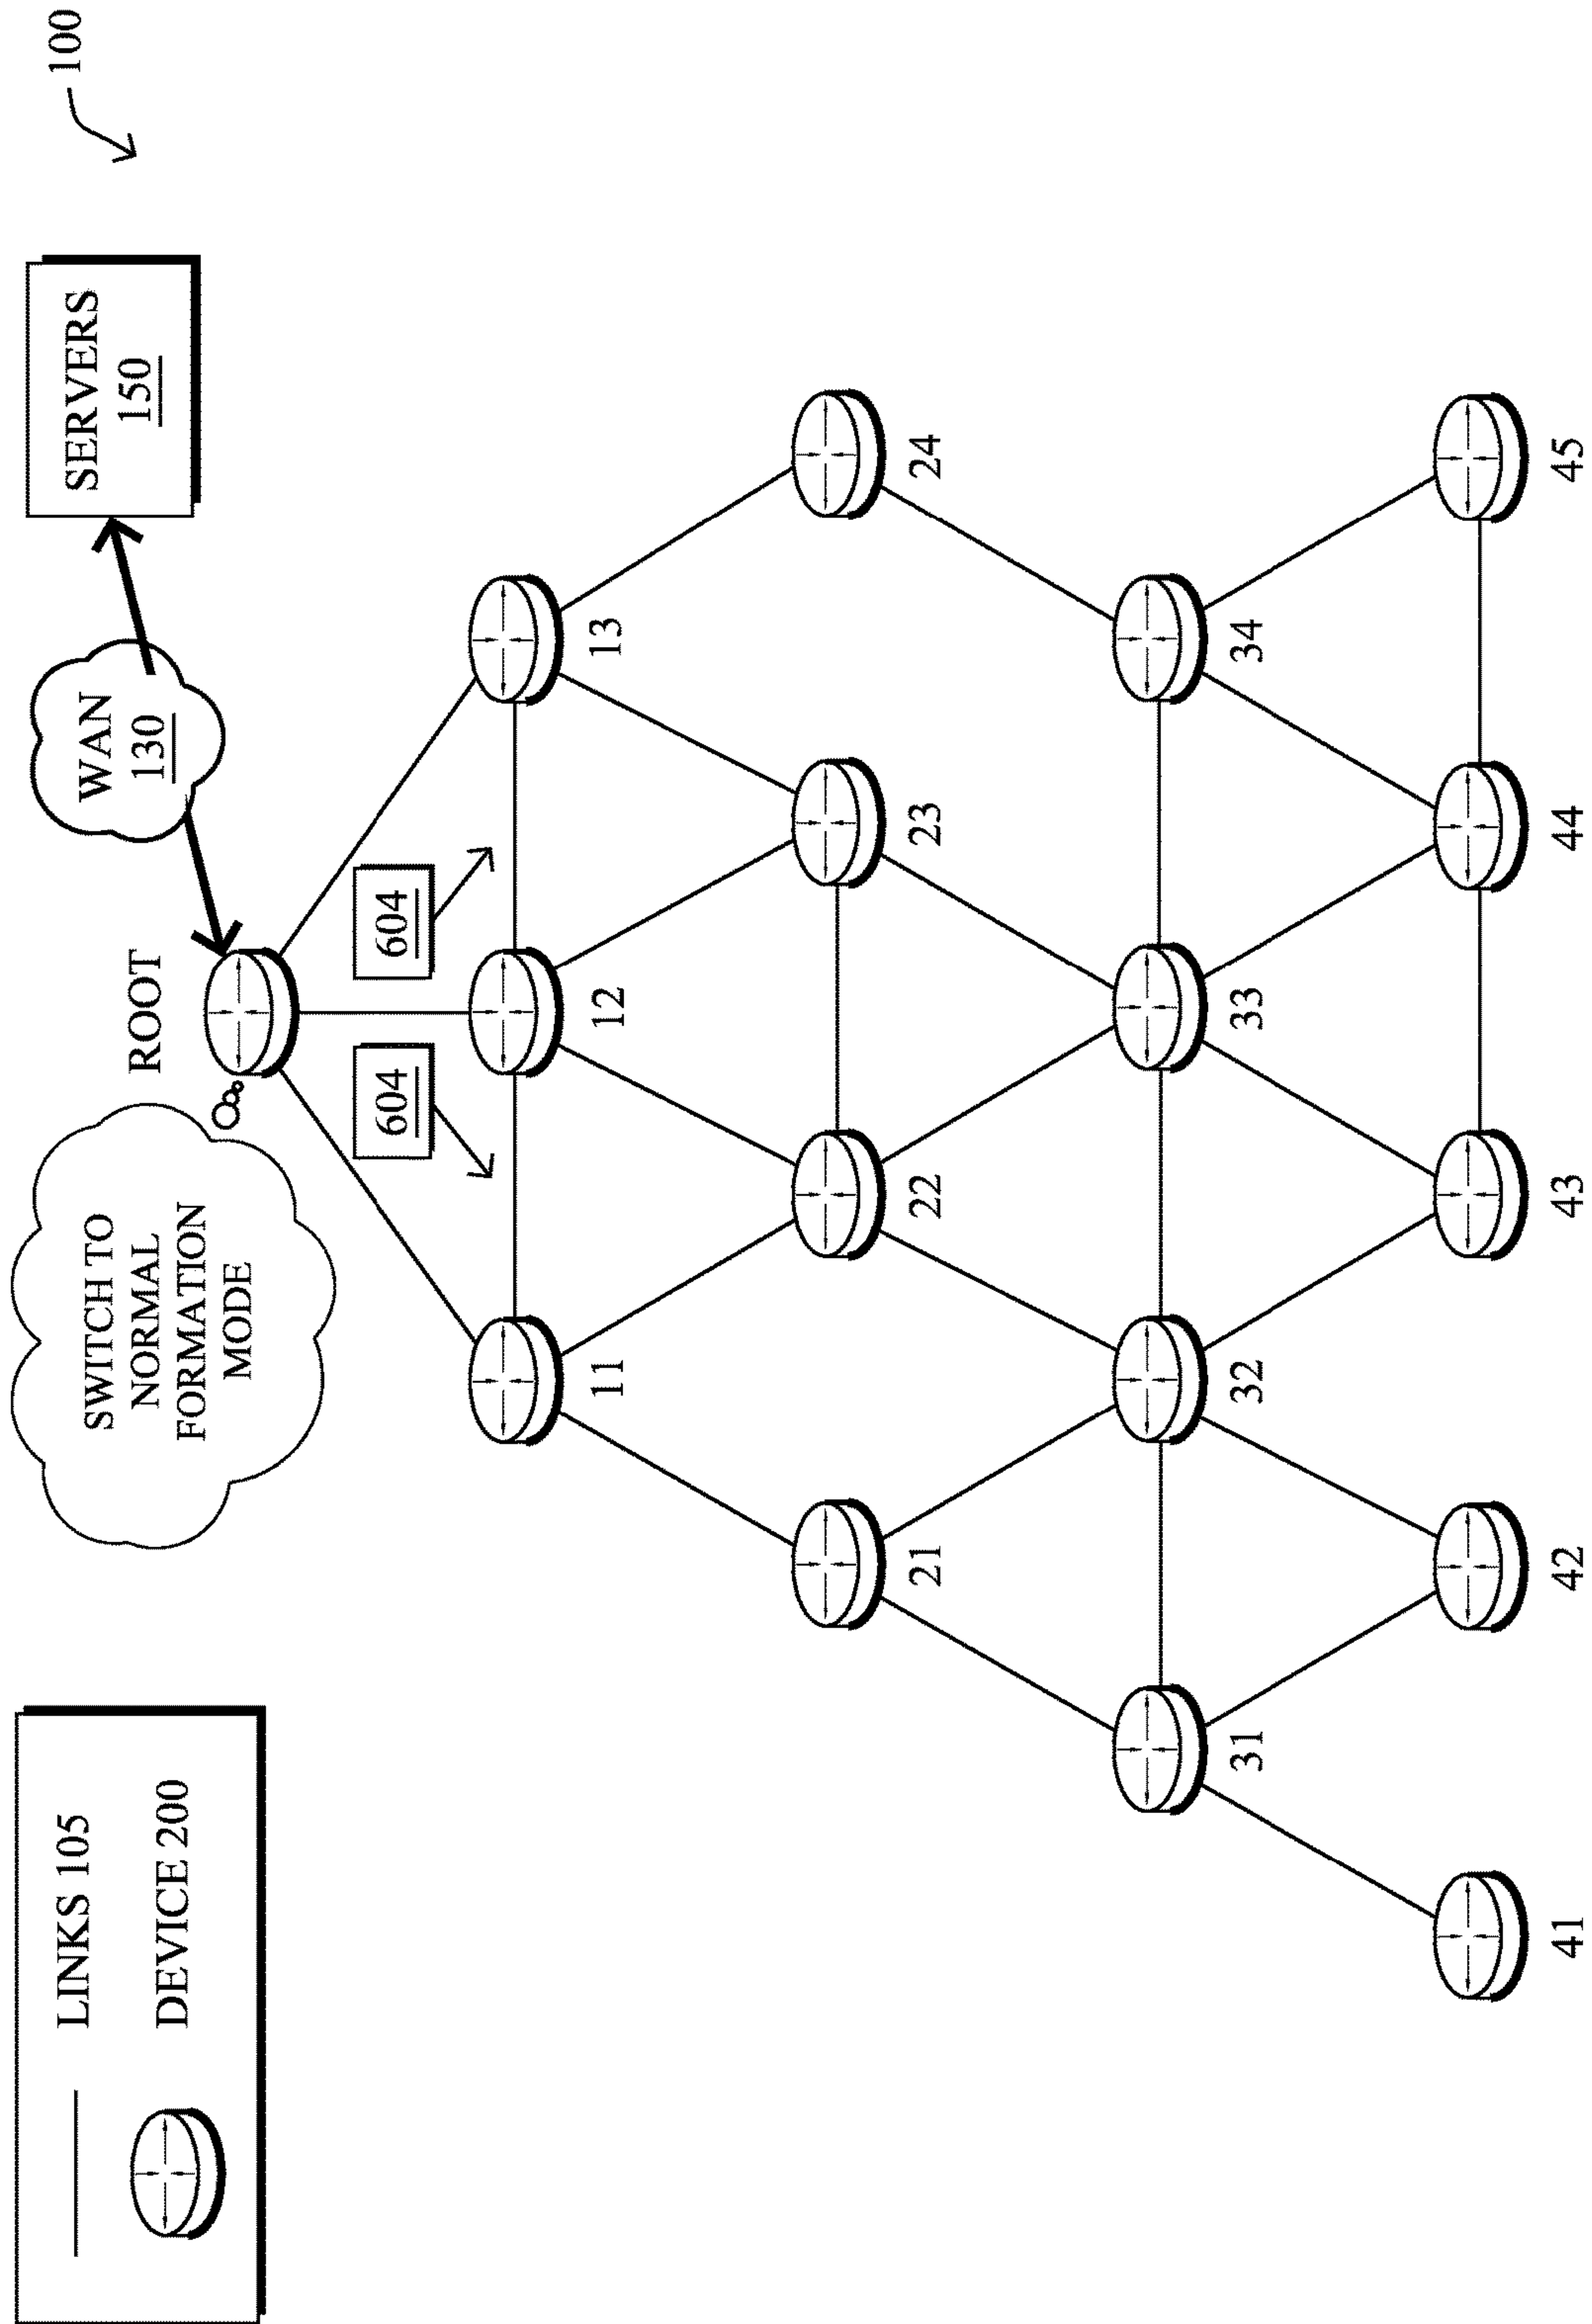 LINKS 105
DEVICE 200
SWITCH TO
NORMAL
FORMATION
MODE
ROOT
WAN
130
SERVERS
150
100
604
604
11
12
13
21
22
23
24
31
32
33
34
41
42
43
44
45